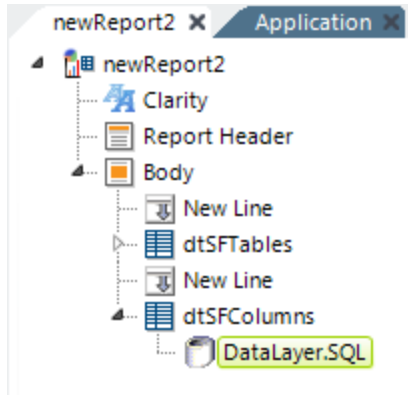 newReport2 Application
newReport2
Clarity
Report Header
Body
New Line
dtSFTables
New Line
dtSFColumns
DataLayer.SQL